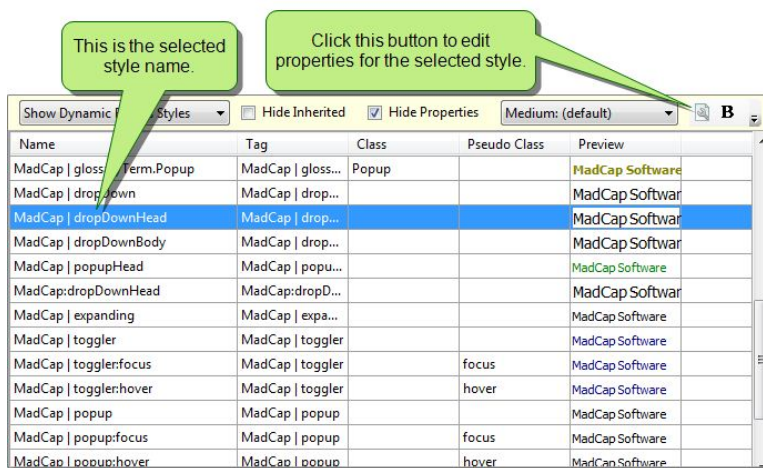 This is the selected
style name.
Click this button to edit
properties for the selected style.
Show Dynamic Styles Hide Inherited Hide Properties Medium: (default) B
Name Tag Class Pseudo Class Preview
MadCap | gloss Term.Popup MadCap | gloss... Popup MadCap Software
MadCap | dropDown MadCap | drop... MadCap Softwar
MadCap | dropDownHead MadCap | drop... MadCap Softwar
MadCap | dropDownBody MadCap | drop... MadCap Softwar
MadCap | popupHead MadCap | popu... MadCap Software
MadCap:dropDownHead MadCap:dropD... MadCap Softwar
MadCap | expanding MadCap | expa... MadCap Software
MadCap | toggler MadCap | toggler MadCap Software
MadCap | toggler:focus MadCap | toggler focus MadCap Software
MadCap | toggler:hover MadCap | toggler hover MadCap Software
MadCap | popup MadCap | popup MadCap Software
MadCap | popup:focus MadCap | popup focus MadCap Software
MadCap | popup:hover MadCap | popup hover MadCap Software